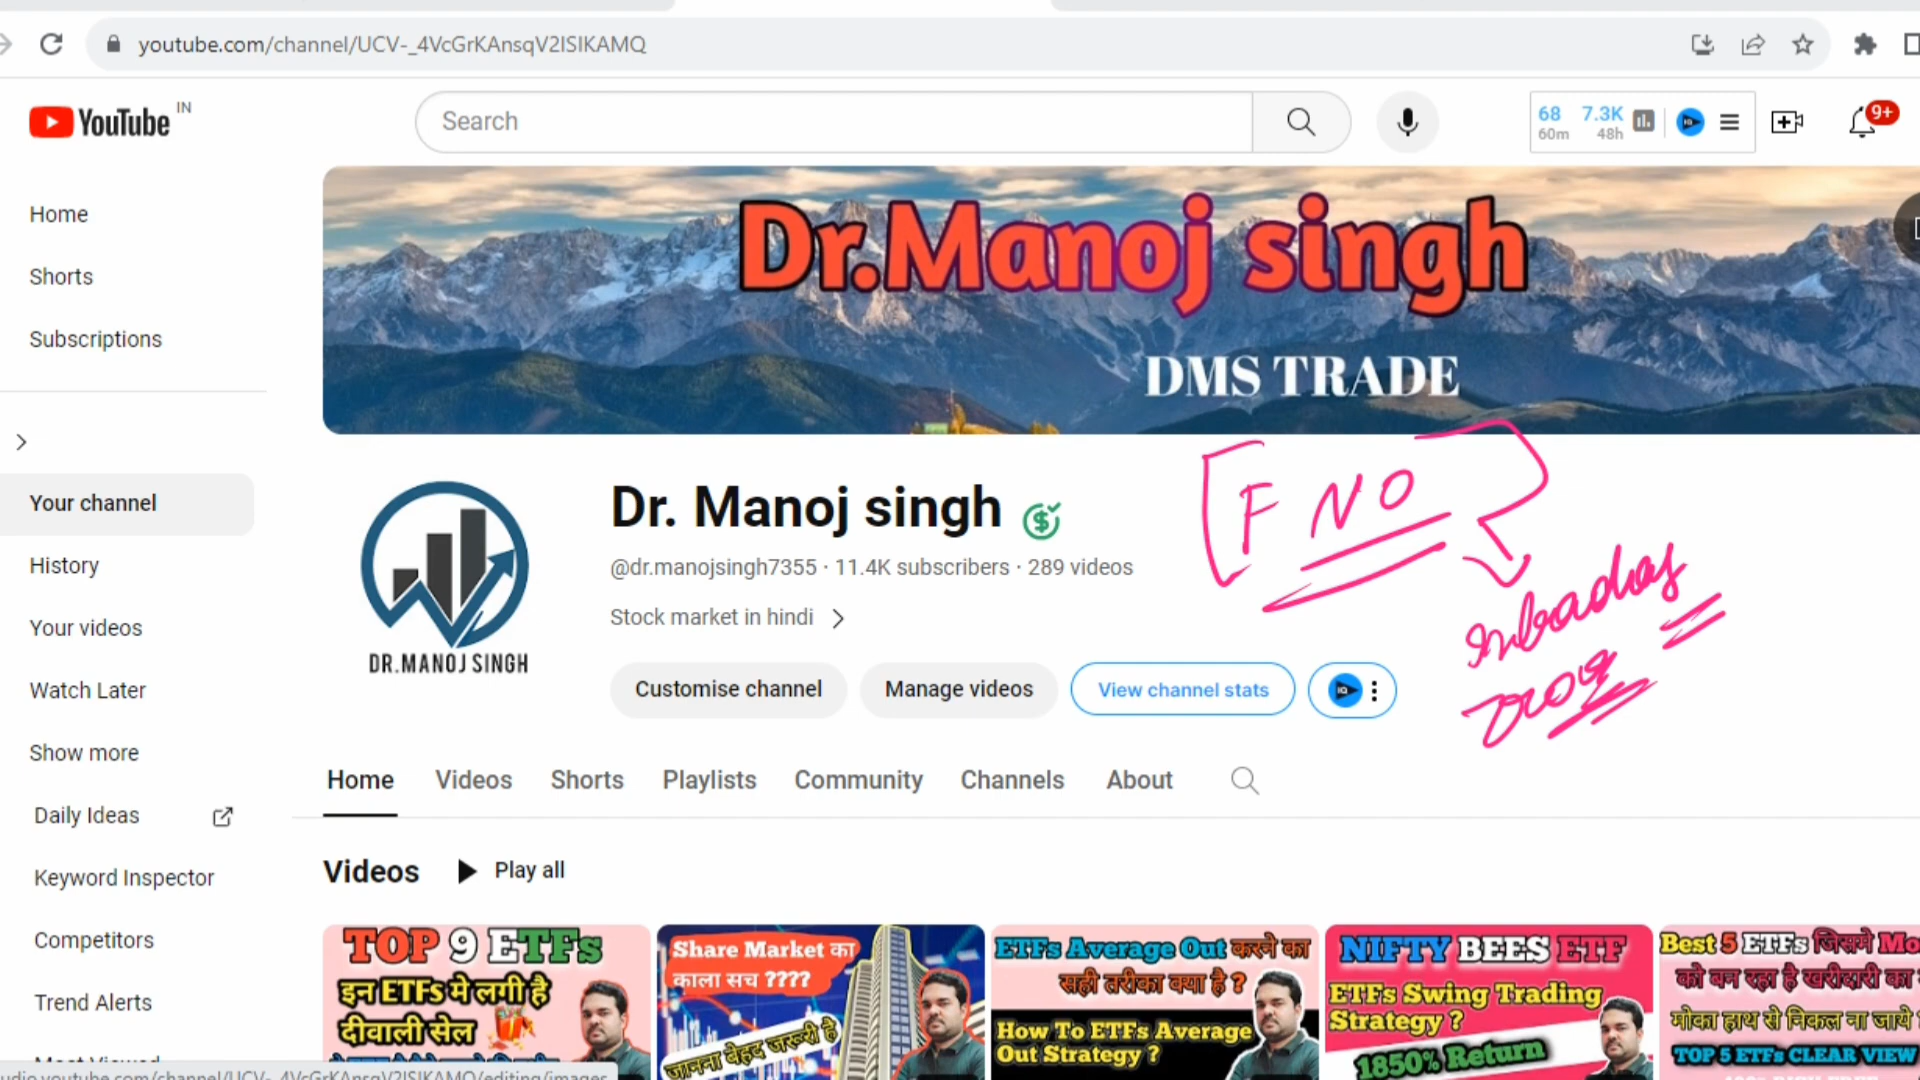 youtube.com/channel/UCV-_4VcGrKAnsqV2ISIKAMQ
YouTube IN
Search
68 7.3K
60m 48h
9+
Home
Shorts
Subscriptions
Your channel
History
Your videos
Watch Later
Show more
Daily Ideas
Keyword Inspector
Competitors
Trend Alerts
Most Viewed
Dr.Manoj singh
DMS TRADE
DR.MANOJ SINGH
Dr. Manoj singh
@dr.manojsingh7355 · 11.4K subscribers · 289 videos
Stock market in hindi
Customise channel
Manage videos
View channel stats
IQ
FNO
Home
Videos
Shorts
Playlists
Community
Channels
About
Videos
Play all
TOP 9 ETFs
इन ETFs मे लगी है
दीवाली सेल
Share Market का
काला सच ????
जानना बेहद जरूरी है
ETFs Average Out करने का
सही तरीका क्या है ?
How To ETFs Average
Out Strategy ?
NIFTY BEES ETF
ETFs Swing Trading
Strategy ?
1850% Return
Best 5 ETFs जिसमे
को बन रहा है खरीदारी का
मोका हाथ से निकल ना जाये
TOP 5 ETFs CLEAR VIEW